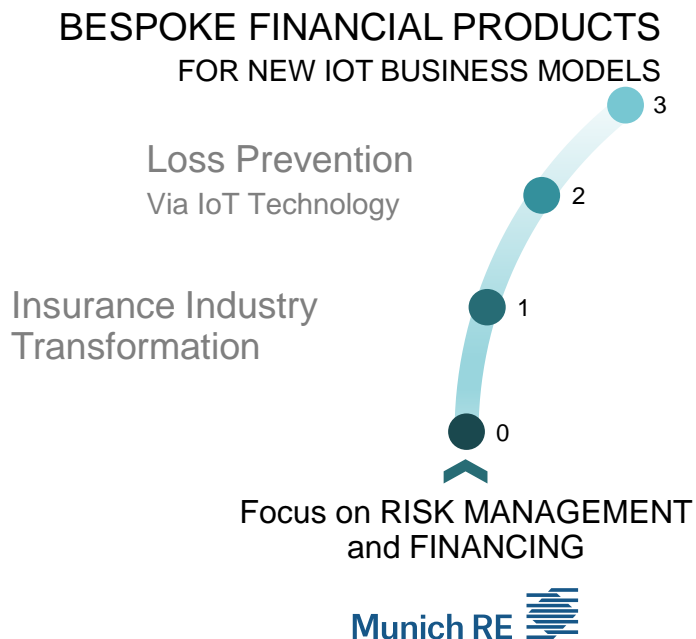 BESPOKE FINANCIAL PRODUCTS
FOR NEW IOT BUSINESS MODELS
3
Loss Prevention
Via IoT Technology
2
Insurance Industry
Transformation
1
0
Focus on RISK MANAGEMENT
and FINANCING
Munich RE